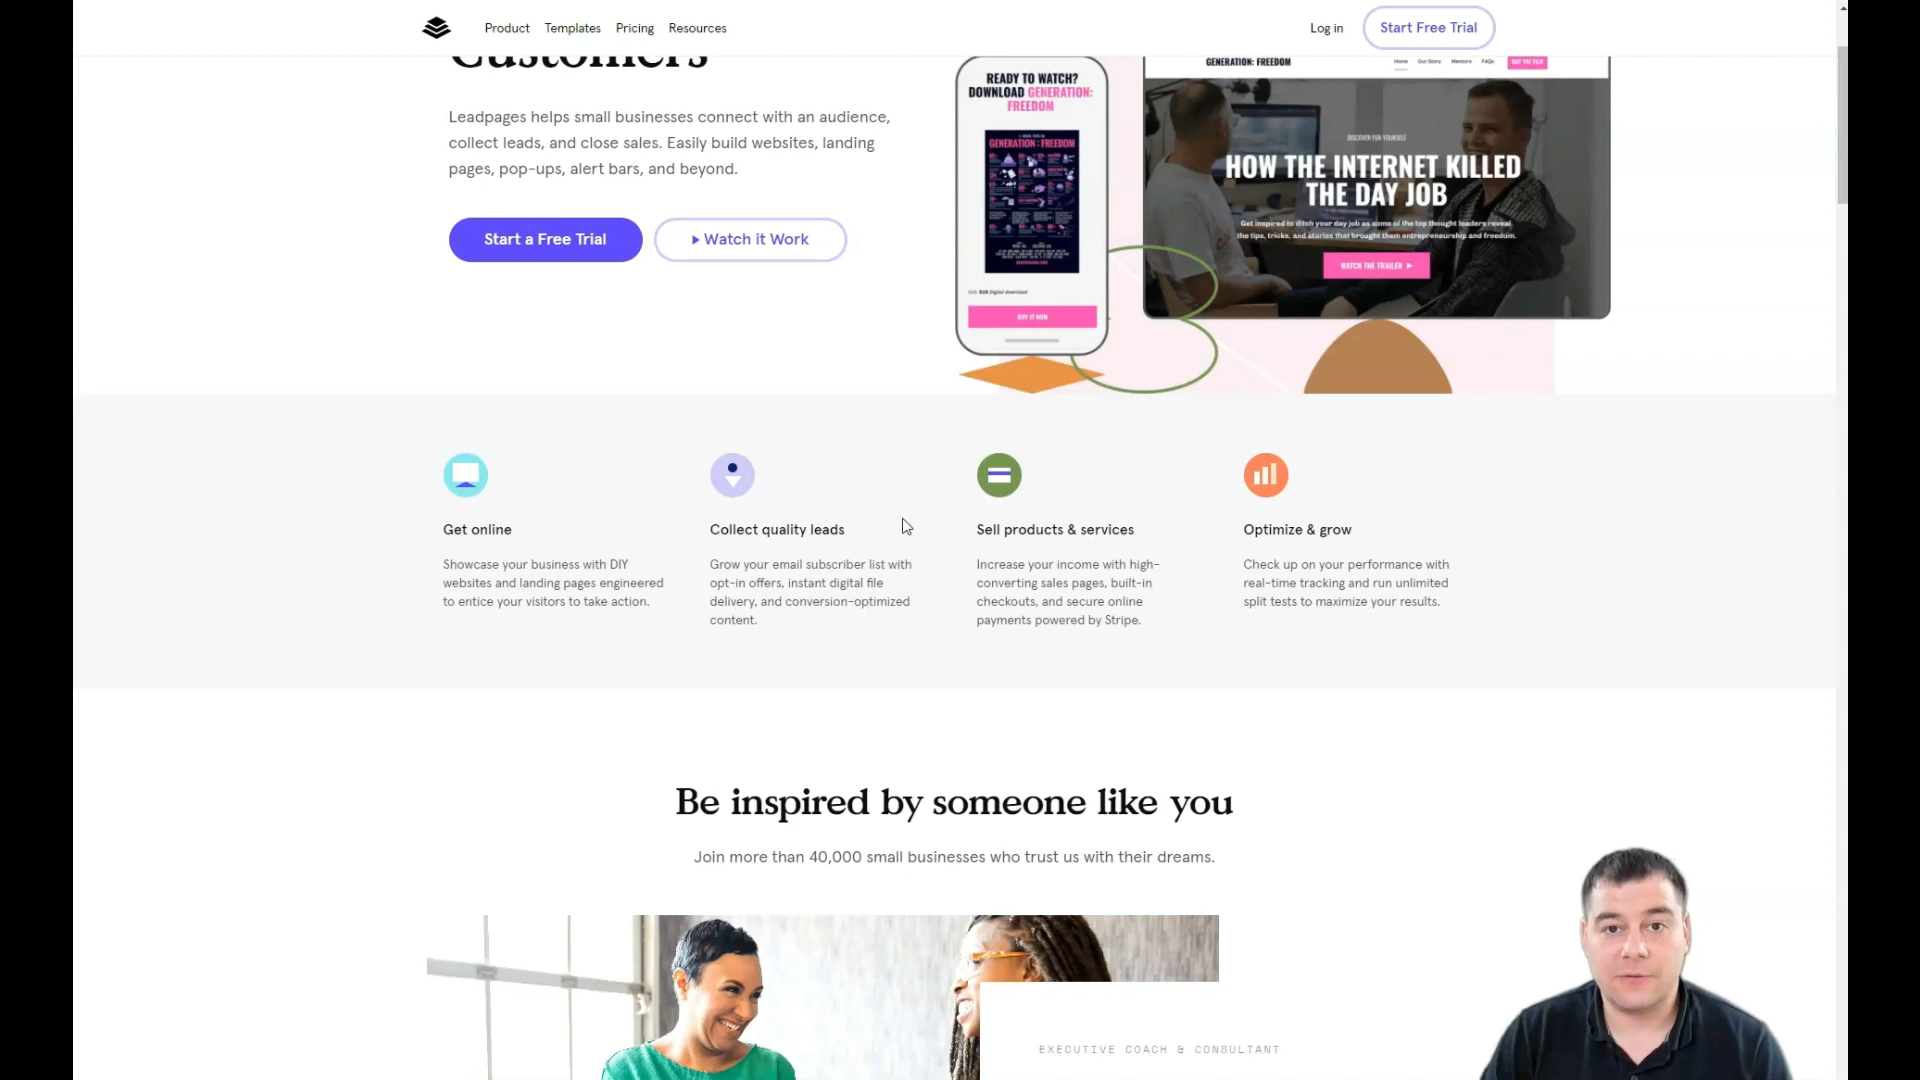 Product Templates Pricing Resources
Log in
Start Free Trial
Customers
Leadpages helps small businesses connect with an audience,
collect leads, and close sales. Easily build websites, landing
pages, pop-ups, alert bars, and beyond.
Start a Free Trial
Watch it Work
READY TO WATCH?
DOWNLOAD GENERATION:
FREEDOM
GENERATION: FREEDOM
BUY IT NOW
GENERATION: FREEDOM
Home Our Story Mentors FAQs BUY THE FILM
DISCOVER FOR YOURSELF
HOW THE INTERNET KILLED
THE DAY JOB
Get inspired to ditch your day job as some of the top thought leaders reveal
the tips, tricks, and stories that brought them entrepreneurship and freedom.
WATCH THE TRAILER
Get online
Showcase your business with DIY
websites and landing pages engineered
to entice your visitors to take action.
Collect quality leads
Grow your email subscriber list with
opt-in offers, instant digital file
delivery, and conversion-optimized
content.
Sell products & services
Increase your income with high-
converting sales pages, built-in
checkouts, and secure online
payments powered by Stripe.
Optimize & grow
Check up on your performance with
real-time tracking and run unlimited
split tests to maximize your results.
Be inspired by someone like you
Join more than 40,000 small businesses who trust us with their dreams.
EXECUTIVE COACH & CONSULTANT